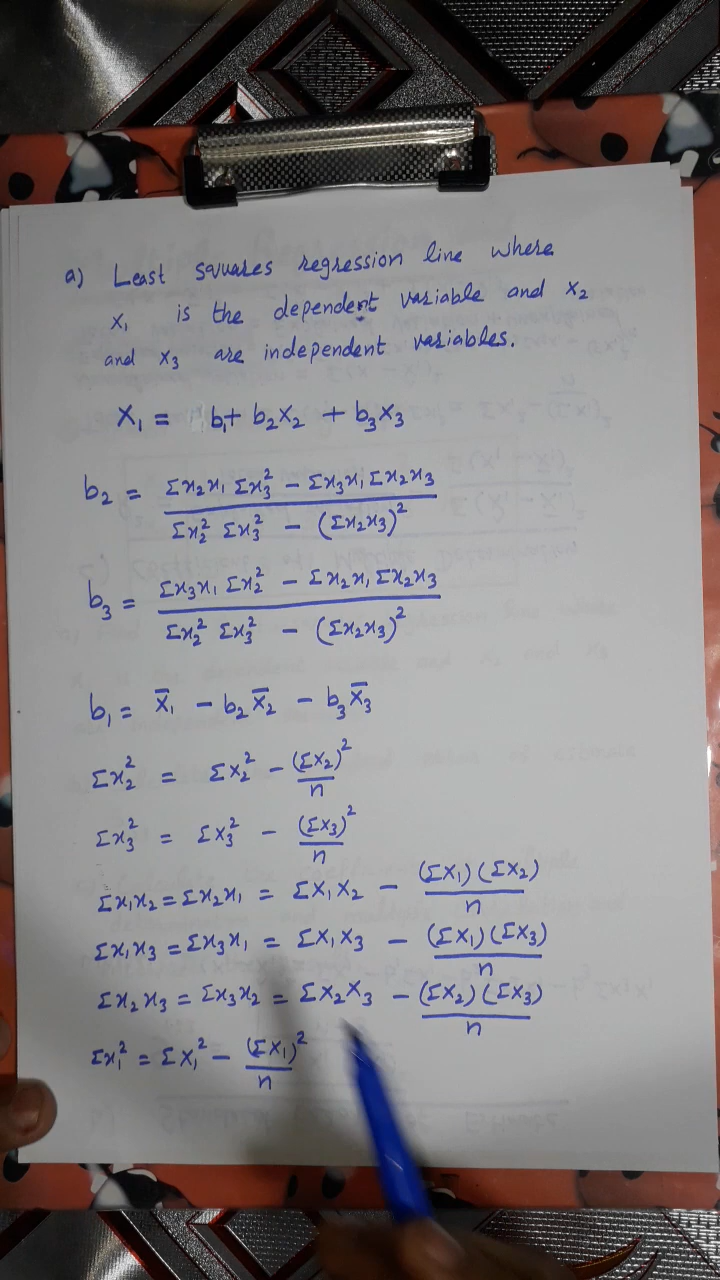 a) Least squares regression line where
X₁ is the dependent variable and X₂
and X₃ are independent variables.
X₁ = b₁ + b₂X₂ + b₃X₃
b₂ = (Σx₂x₁ Σx₃² − Σx₃x₁ Σx₂x₃) / (Σx₂² Σx₃² − (Σx₂x₃)²)
b₃ = (Σx₃x₁ Σx₂² − Σx₂x₁ Σx₂x₃) / (Σx₂² Σx₃² − (Σx₂x₃)²)
b₁ = X̄₁ − b₂X̄₂ − b₃X̄₃
Σx₂² = ΣX₂² − (ΣX₂)² / n
Σx₃² = ΣX₃² − (ΣX₃)² / n
Σx₁x₂ = Σx₂x₁ = ΣX₁X₂ − (ΣX₁)(ΣX₂) / n
Σx₁x₃ = Σx₃x₁ = ΣX₁X₃ − (ΣX₁)(ΣX₃) / n
Σx₂x₃ = Σx₃x₂ = ΣX₂X₃ − (ΣX₂)(ΣX₃) / n
Σx₁² = ΣX₁² − (ΣX₁)² / n